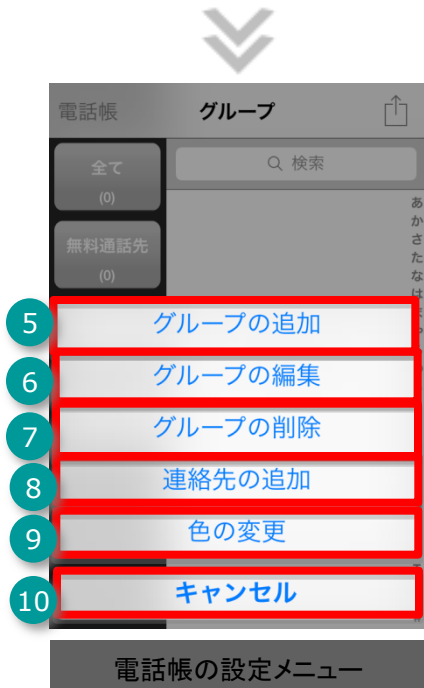 電話帳
グループ
全て
(0)
検索
無料通話先
(0)
あ
か
さ
た
な
は
5
グループの追加
6
グループの編集
7
グループの削除
8
連絡先の追加
9
色の変更
10
キャンセル
電話帳の設定メニュー